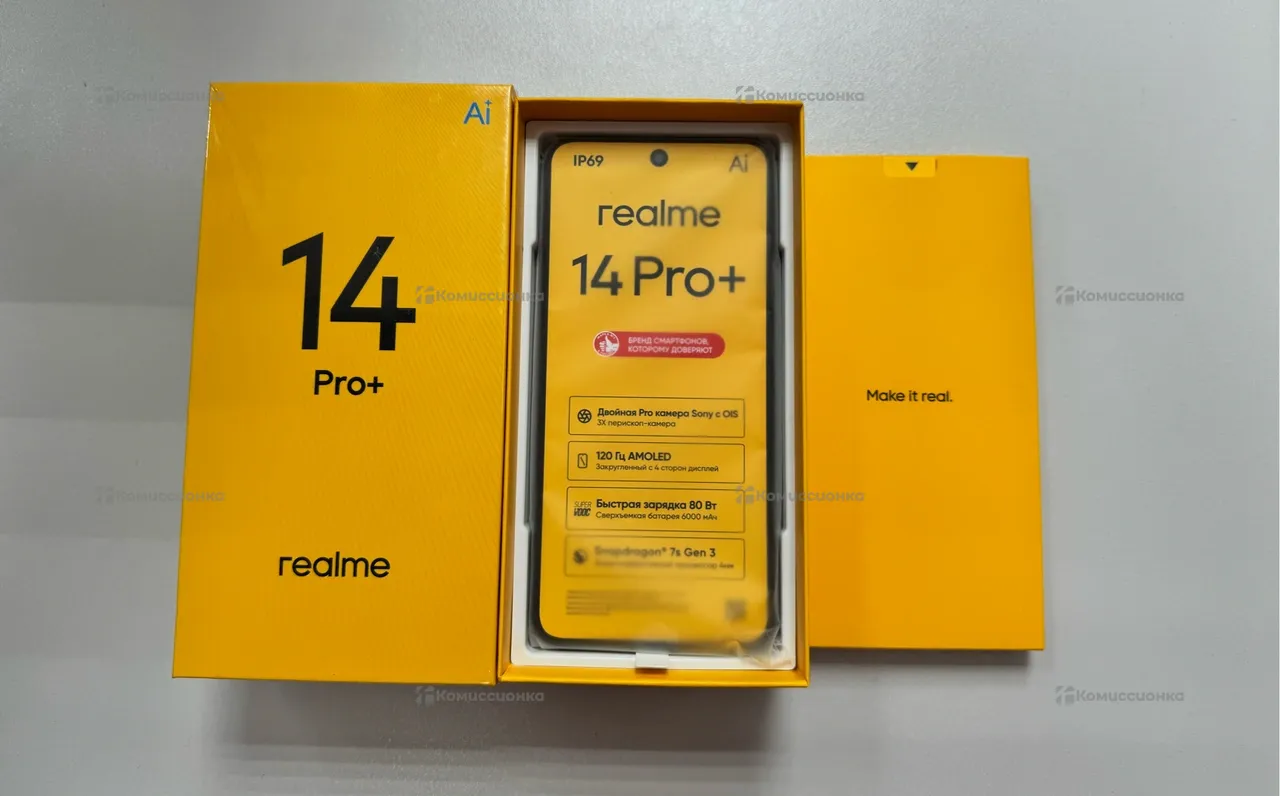 Ai
14
Pro+
realme
IP69
Ai
realme
14 Pro+
БРЕНД СМАРТФОНОВ,
КОТОРОМУ ДОВЕРЯЮТ
Двойная Pro камера Sony с OIS
3X перископ-камера
120 Гц AMOLED
Закругленный с 4 сторон дисплей
SUPER
VOOC
Быстрая зарядка 80 Вт
Сверхъемкая батарея 6000 мАч
Snapdragon® 7s Gen 3
Make it real.
Комиссионка
Комиссионка
Комиссионка
Комиссионка
Комиссионка
Комиссионка
Комиссионка
Комиссионка